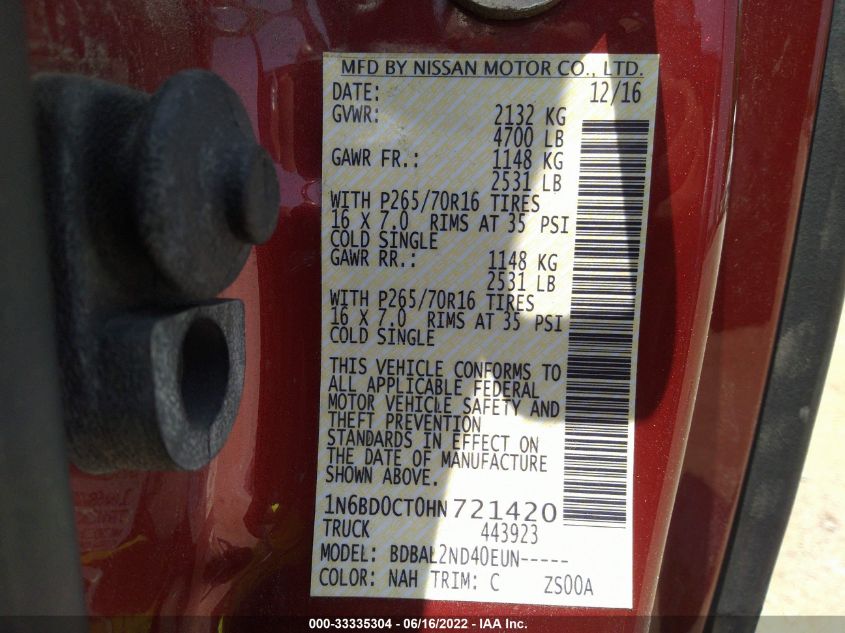 MFD BY NISSAN MOTOR CO., LTD.
DATE: 12/16
GVWR: 2132 KG
4700 LB
GAWR FR.: 1148 KG
2531 LB
WITH P265/70R16 TIRES
16 X 7.0 RIMS AT 35 PSI
COLD SINGLE
GAWR RR.: 1148 KG
2531 LB
WITH P265/70R16 TIRES
16 X 7.0 RIMS AT 35 PSI
COLD SINGLE
THIS VEHICLE CONFORMS TO
ALL APPLICABLE FEDERAL
MOTOR VEHICLE SAFETY AND
THEFT PREVENTION
STANDARDS IN EFFECT ON
THE DATE OF MANUFACTURE
SHOWN ABOVE.
1N6BD0CT0HN721420
TRUCK 443923
MODEL: BDBAL2ND40EUN-----
COLOR: NAH TRIM: C ZS00A
000-33335304 - 06/16/2022 - IAA Inc.